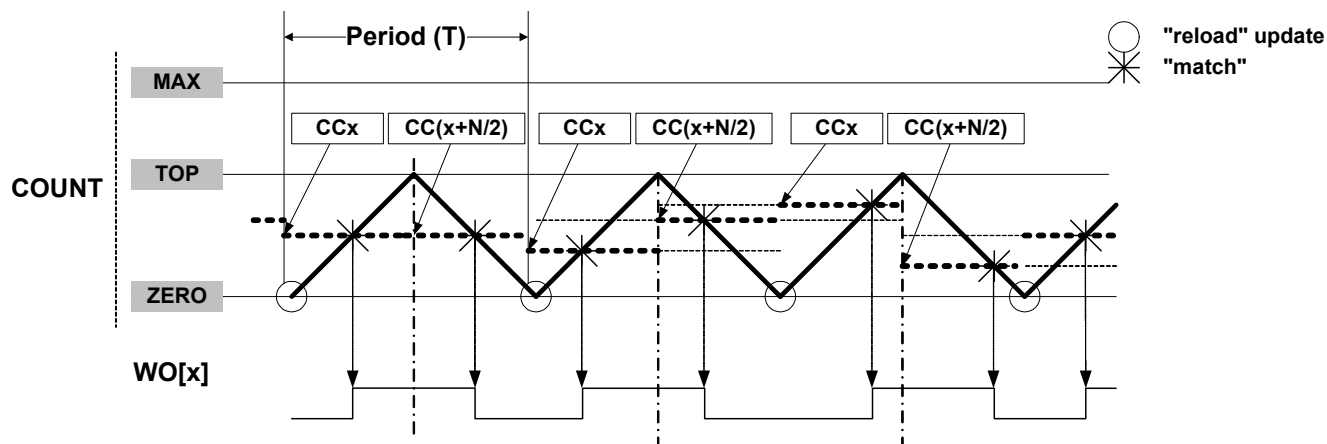 Period (T)
"reload" update
"match"
MAX
CCx
CC(x+N/2)
CCx
CC(x+N/2)
CCx
CC(x+N/2)
TOP
COUNT
ZERO
WO[x]